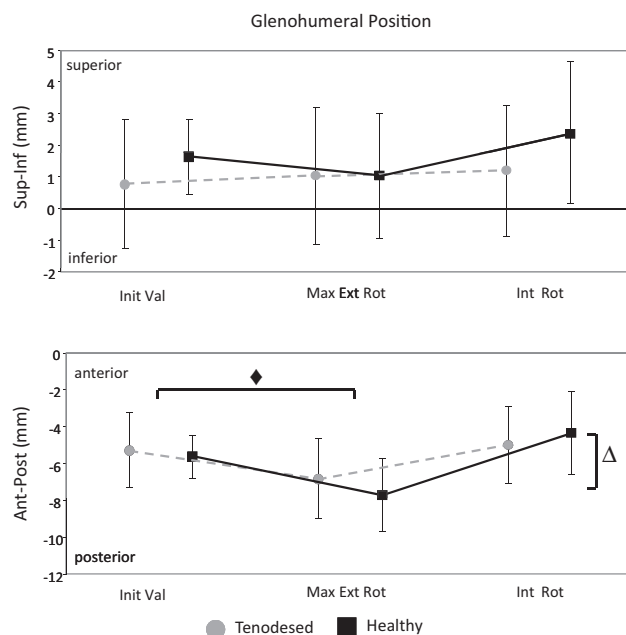 Glenohumeral Position
Sup-Inf (mm)
5
superior
4
3
2
1
0
-1
inferior
-2
Init Val Max Ext Rot Int Rot
Ant-Post (mm)
0
anterior
♦
-2
-4
-6
Δ
-8
-10
posterior
-12
Init Val Max Ext Rot Int Rot
Tenodesed Healthy